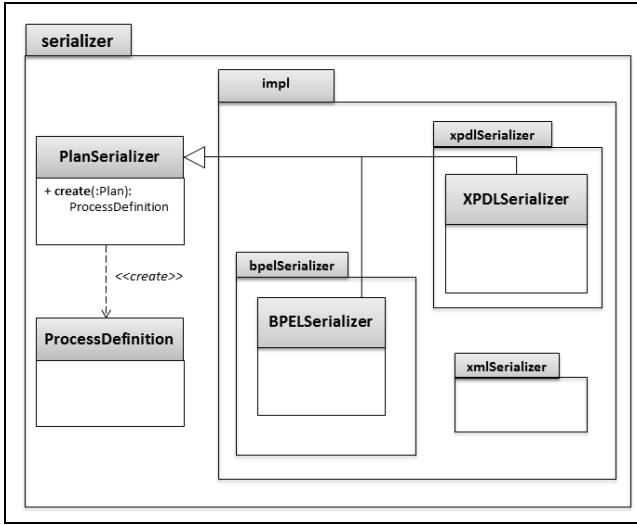 serializer
impl
xpdlSerializer
PlanSerializer
+ create(:Plan):
ProcessDefinition
XPDLSerializer
<<create>>
bpelSerializer
BPELSerializer
ProcessDefinition
xmlSerializer